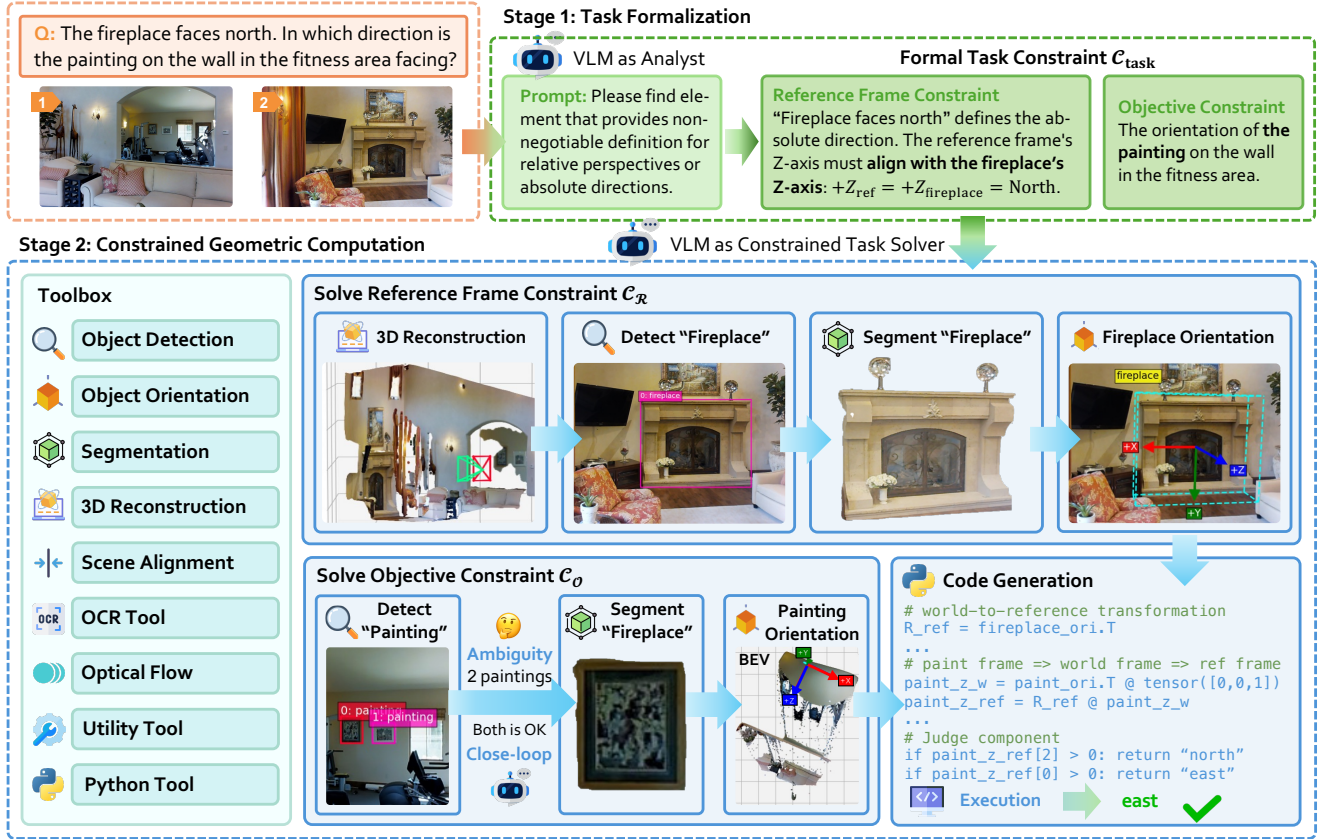 Stage 1: Task Formalization
Q: The fireplace faces north. In which direction is
the painting on the wall in the fitness area facing?
1
2
VLM as Analyst
Prompt: Please find ele-
ment that provides non-
negotiable definition for
relative perspectives or
absolute directions.
Formal Task Constraint 𝒞task
Reference Frame Constraint
“Fireplace faces north” defines the ab-
solute direction. The reference frame's
Z-axis must align with the fireplace’s
Z-axis: +Zref = +Zfireplace = North.
Objective Constraint
The orientation of the
painting on the wall
in the fitness area.
Stage 2: Constrained Geometric Computation
VLM as Constrained Task Solver
Toolbox
Object Detection
Object Orientation
Segmentation
3D Reconstruction
Scene Alignment
OCR
OCR Tool
Optical Flow
Utility Tool
Python Tool
Solve Reference Frame Constraint 𝒞ℛ
3D Reconstruction
Detect “Fireplace”
0: fireplace
Segment “Fireplace”
Fireplace Orientation
fireplace
+X
+Z
+Y
Solve Objective Constraint 𝒞𝒪
Detect
“Painting”
0: painting
1: painting
Ambiguity
2 paintings
Both is OK
Close-loop
Segment
“Fireplace”
Painting
Orientation
BEV
+Y
+X
+Z
Code Generation
# world-to-reference transformation
R_ref = fireplace_ori.T
...
# paint frame => world frame => ref frame
paint_z_w = paint_ori.T @ tensor([0,0,1])
paint_z_ref = R_ref @ paint_z_w
...
# Judge component
if paint_z_ref[2] > 0: return “north”
if paint_z_ref[0] > 0: return “east”
</>
Execution
east